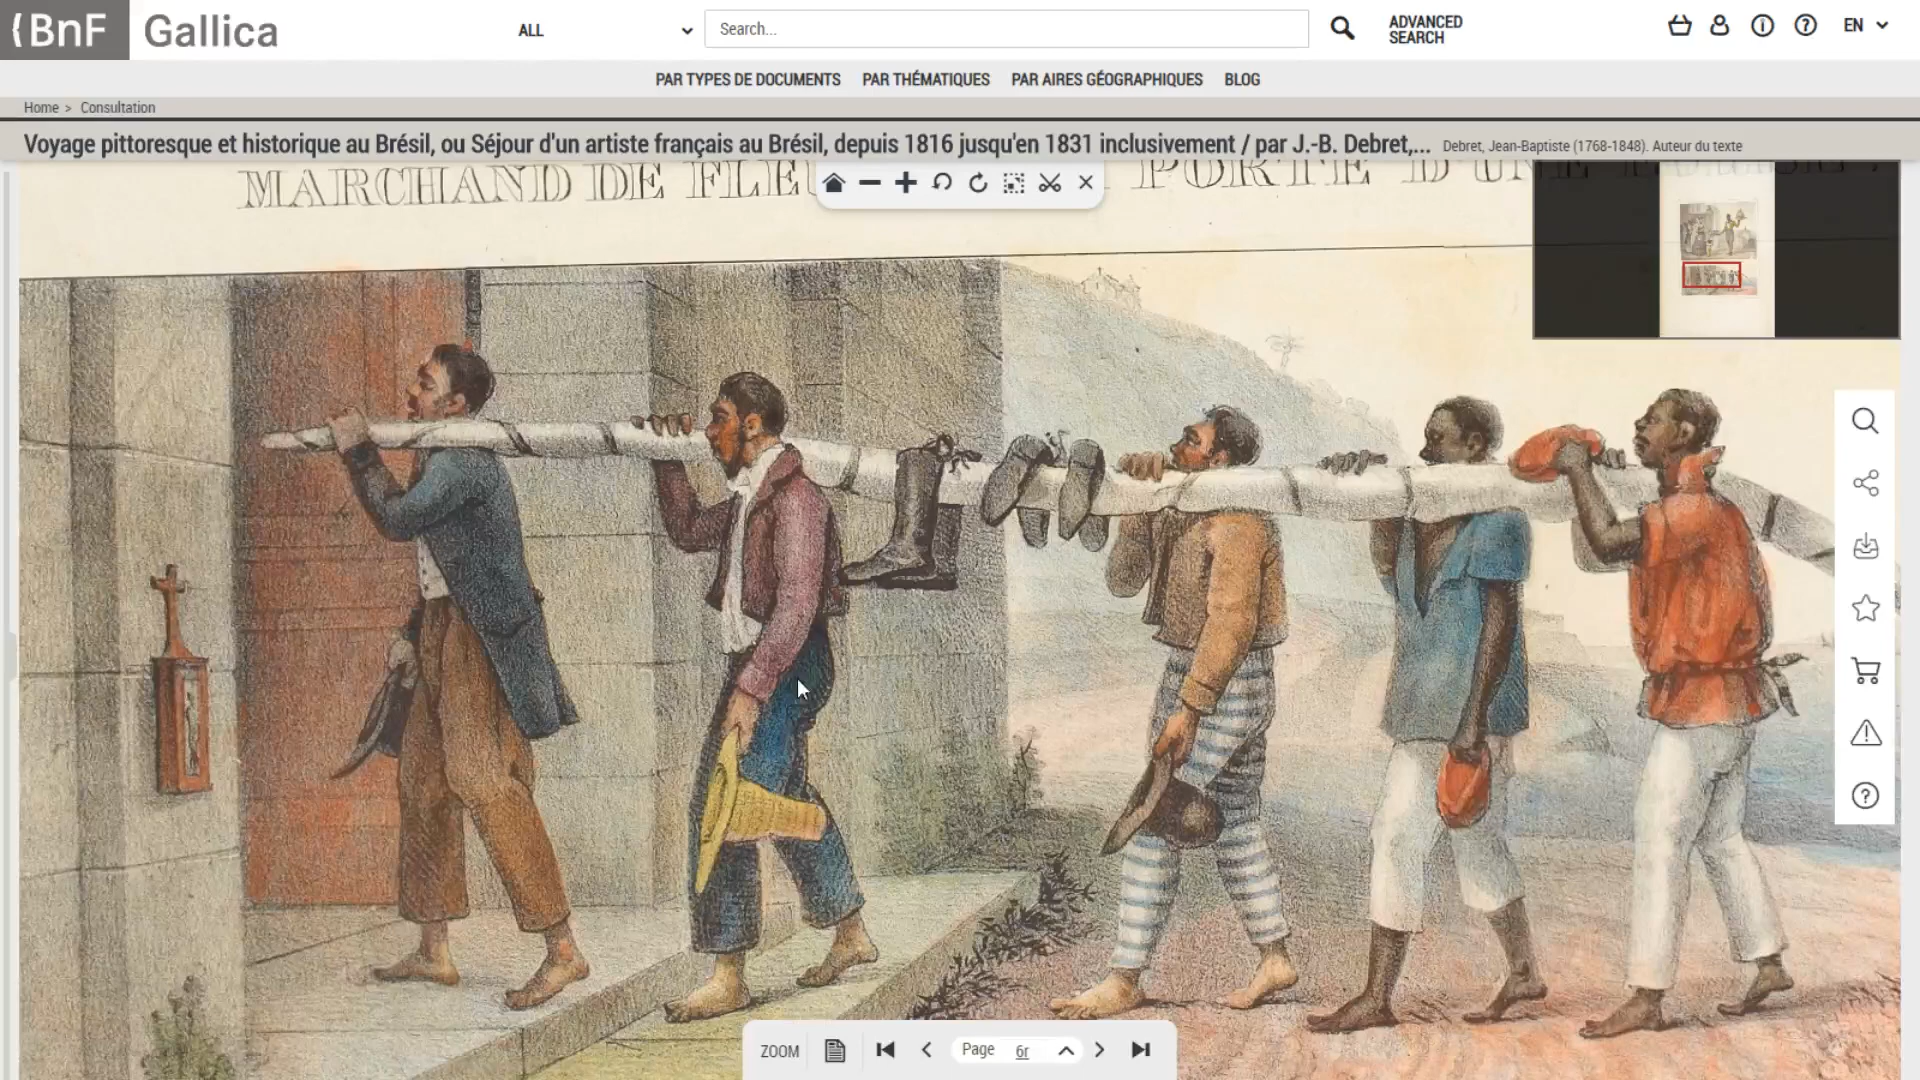 BnF Gallica
ALL
Search...
ADVANCED
SEARCH
EN
PAR TYPES DE DOCUMENTS PAR THÉMATIQUES PAR AIRES GÉOGRAPHIQUES BLOG
Home > Consultation
Voyage pittoresque et historique au Brésil, ou Séjour d'un artiste français au Brésil, depuis 1816 jusqu'en 1831 inclusivement / par J.-B. Debret,... Debret, Jean-Baptiste (1768-1848). Auteur du texte
MARCHAND DE PORTE D'UNE
ZOOM
Page 6r